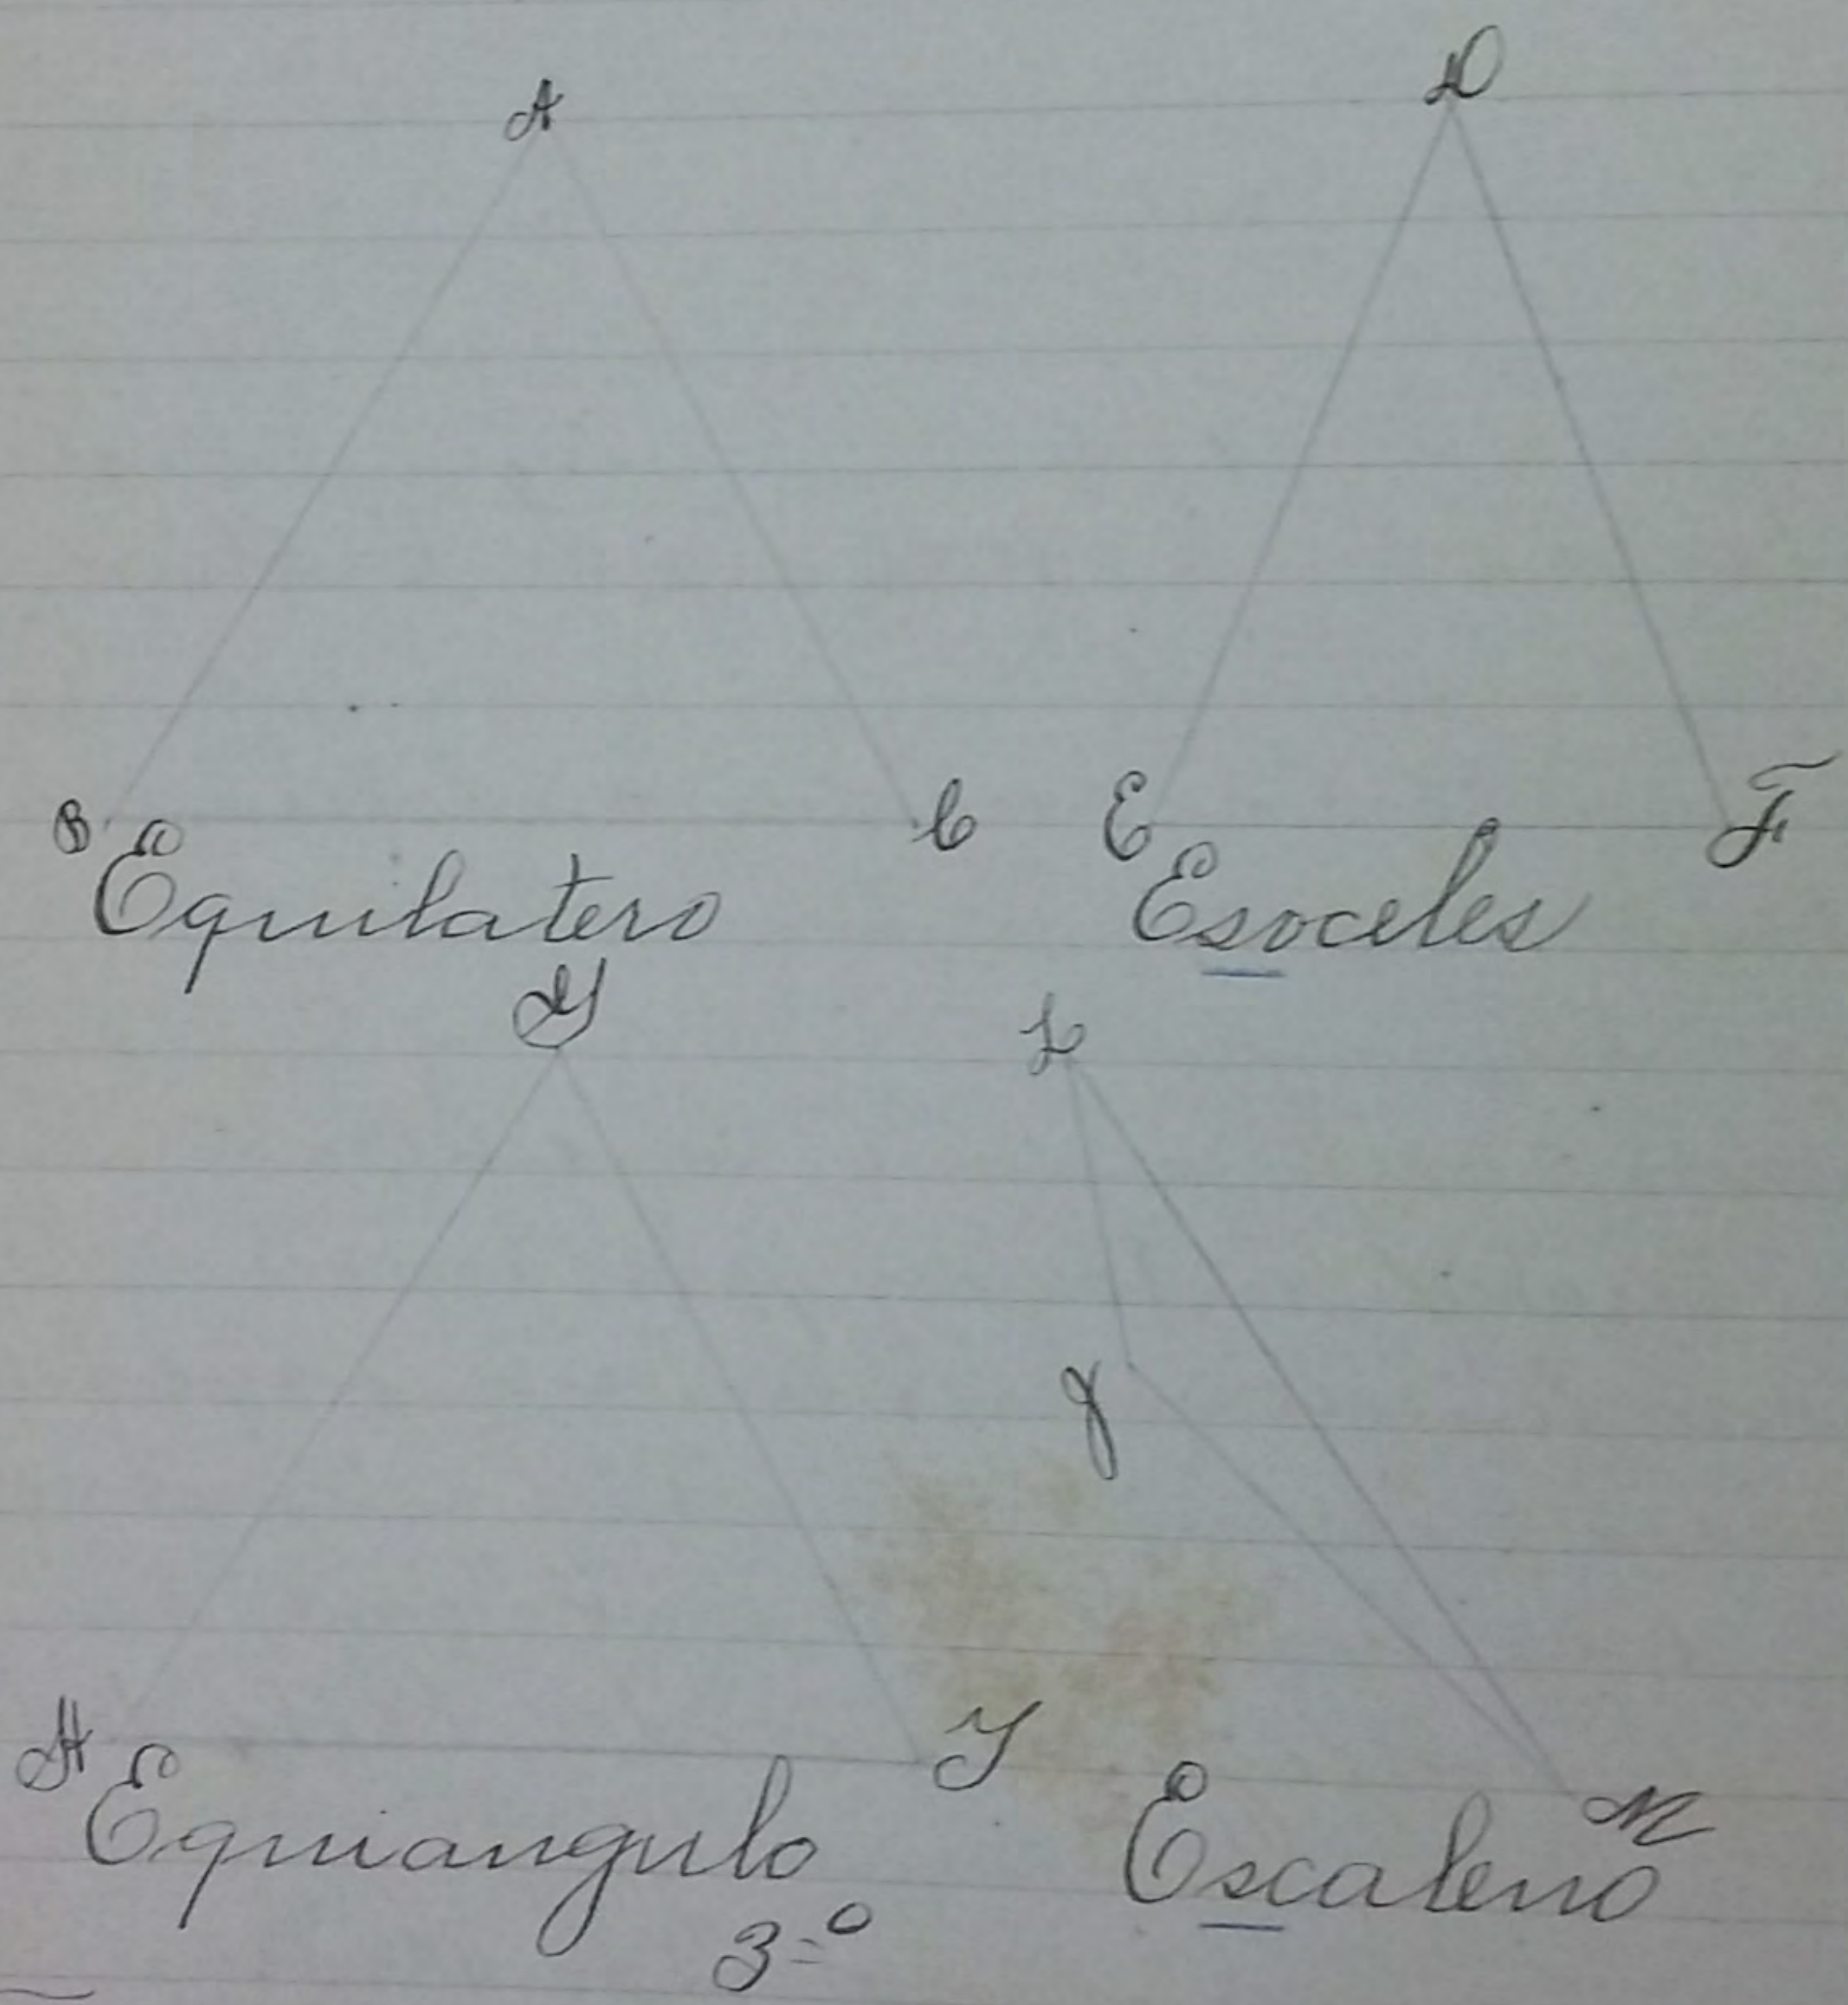 A D
B C E F
Equilatero Esoceles
L
H J M
Equiangulo Escaleno
3=º